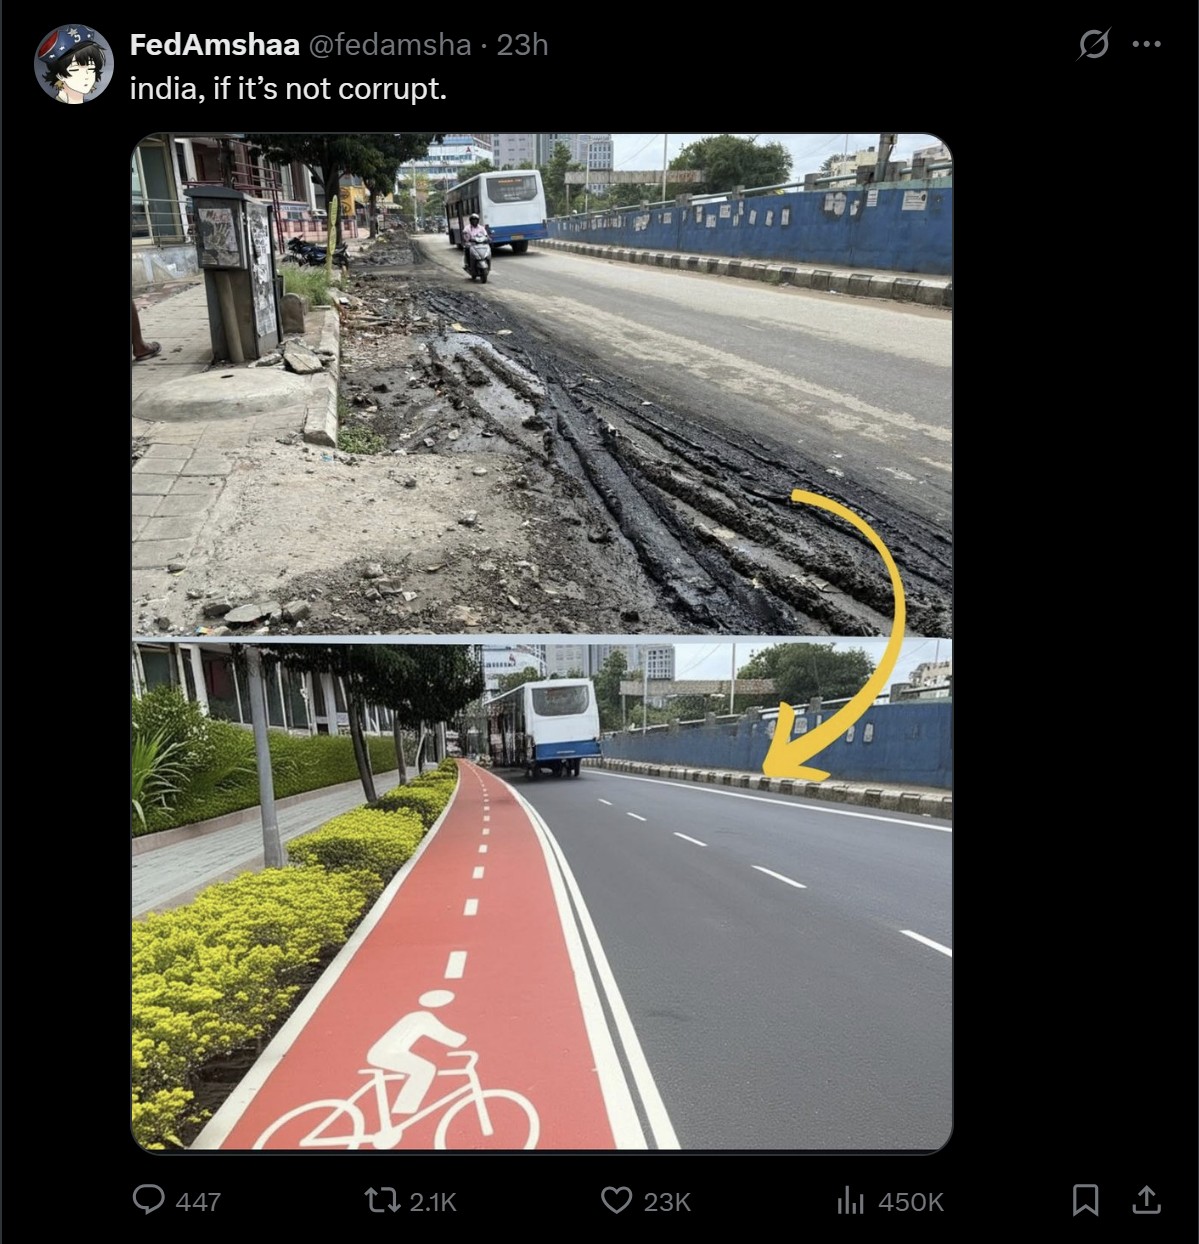 FedAmshaa @fedamsha · 23h
india, if it’s not corrupt.
447 2.1K 23K 450K